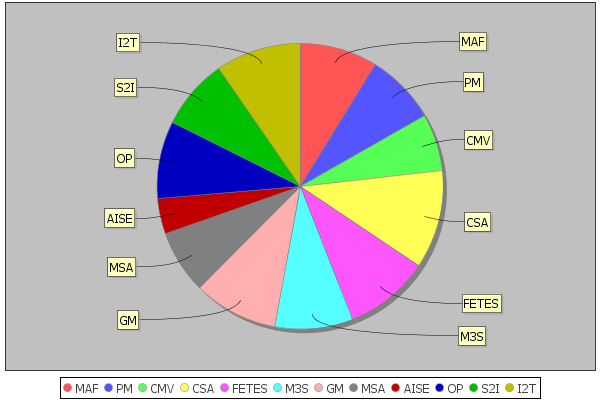 I2T
MAF
S2I
PM
CMV
OP
AISE
CSA
MSA
FETES
GM
M3S
MAF PM CMV CSA FETES M3S GM MSA AISE OP S2I I2T